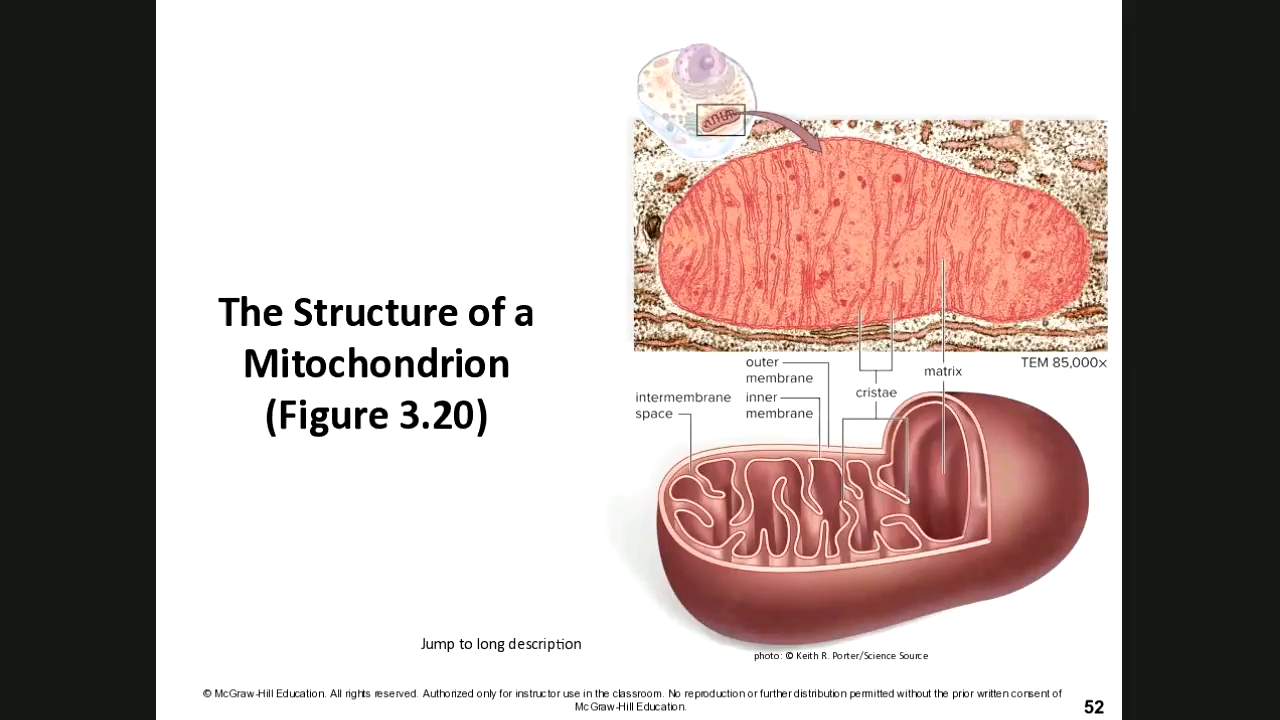 The Structure of a
Mitochondrion
(Figure 3.20)
TEM 85,000×
outer
membrane
cristae
matrix
intermembrane
space
inner
membrane
Jump to long description
photo: © Keith R. Porter/Science Source
© McGraw-Hill Education. All rights reserved. Authorized only for instructor use in the classroom. No reproduction or further distribution permitted without the prior written consent of
McGraw-Hill Education.
52